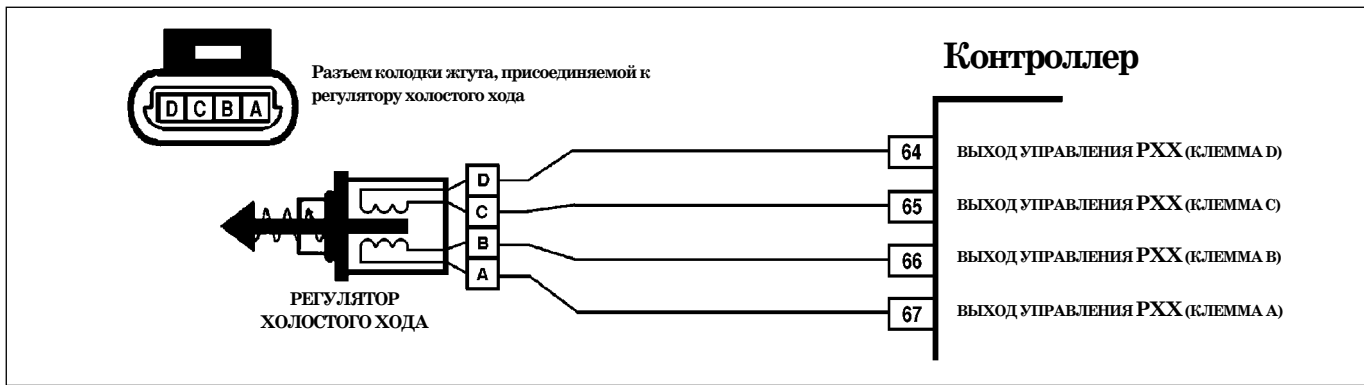 Контроллер
Разъем колодки жгута, присоединяемой к
регулятору холостого хода
D C B A
D
C
B
A
64
ВЫХОД УПРАВЛЕНИЯ РХХ (КЛЕММА D)
65
ВЫХОД УПРАВЛЕНИЯ РХХ (КЛЕММА C)
66
ВЫХОД УПРАВЛЕНИЯ РХХ (КЛЕММА B)
67
ВЫХОД УПРАВЛЕНИЯ РХХ (КЛЕММА A)
РЕГУЛЯТОР
ХОЛОСТОГО ХОДА